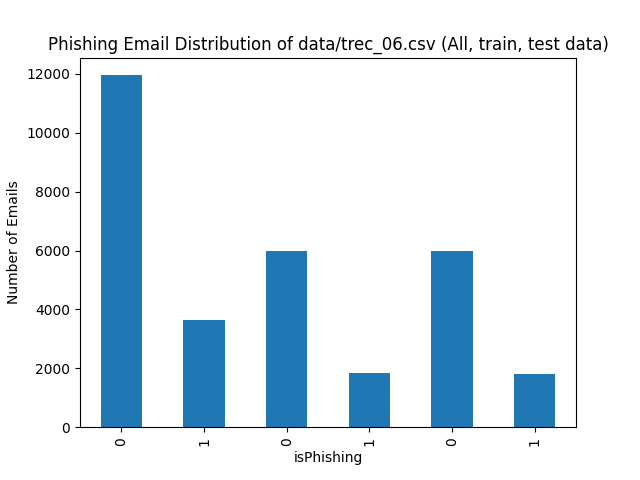 Phishing Email Distribution of data/trec_06.csv (All, train, test data)
12000
10000
8000
6000
4000
2000
0
Number of Emails
0 1 0 1 0 1
isPhishing